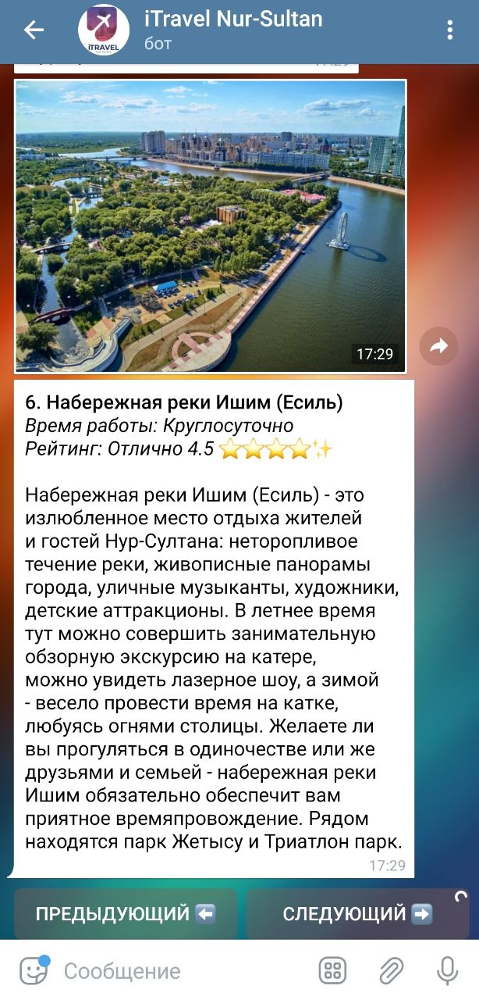 iTravel Nur-Sultan
бот
iTRAVEL
17:29
6. Набережная реки Ишим (Есиль)
Время работы: Круглосуточно
Рейтинг: Отлично 4.5 ⭐⭐⭐⭐✨
Набережная реки Ишим (Есиль) - это
излюбленное место отдыха жителей
и гостей Нур-Султана: неторопливое
течение реки, живописные панорамы
города, уличные музыканты, художники,
детские аттракционы. В летнее время
тут можно совершить занимательную
обзорную экскурсию на катере,
можно увидеть лазерное шоу, а зимой
- весело провести время на катке,
любуясь огнями столицы. Желаете ли
вы прогуляться в одиночестве или же
друзьями и семьей - набережная реки
Ишим обязательно обеспечит вам
приятное времяпровождение. Рядом
находятся парк Жетысу и Триатлон парк.
17:29
ПРЕДЫДУЮЩИЙ ⬅️
СЛЕДУЮЩИЙ ➡️
Сообщение